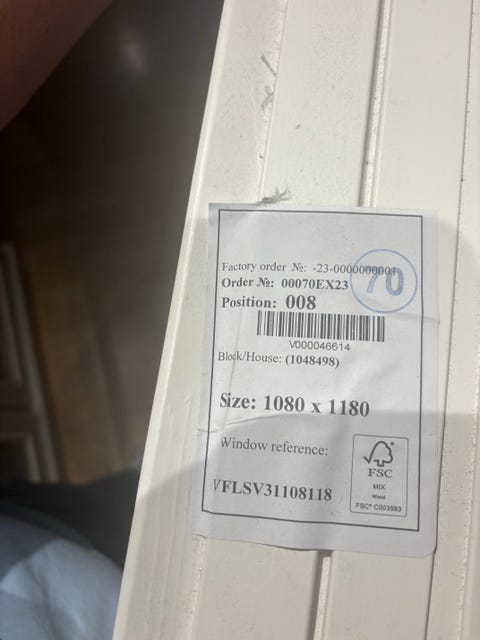 Factory order №: -23-0000000001
70
Order №: 00070EX23
Position: 008
V000046614
Block/House: (1048498)
Size: 1080 x 1180
Window reference:
VFLSV31108118
FSC
MIX
Wood
FSC® C003983